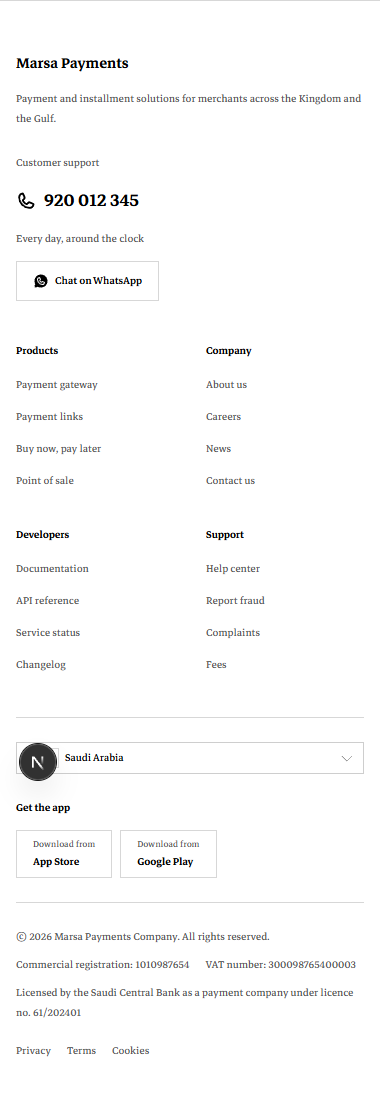 Marsa Payments
Payment and installment solutions for merchants across the Kingdom and
the Gulf.
Customer support
920 012 345
Every day, around the clock
Chat on WhatsApp
Products
Payment gateway
Payment links
Buy now, pay later
Point of sale
Company
About us
Careers
News
Contact us
Developers
Documentation
API reference
Service status
Changelog
Support
Help center
Report fraud
Complaints
Fees
N
Saudi Arabia
Get the app
Download from
App Store
Download from
Google Play
© 2026 Marsa Payments Company. All rights reserved.
Commercial registration: 1010987654 VAT number: 300098765400003
Licensed by the Saudi Central Bank as a payment company under licence
no. 61/202401
Privacy Terms Cookies